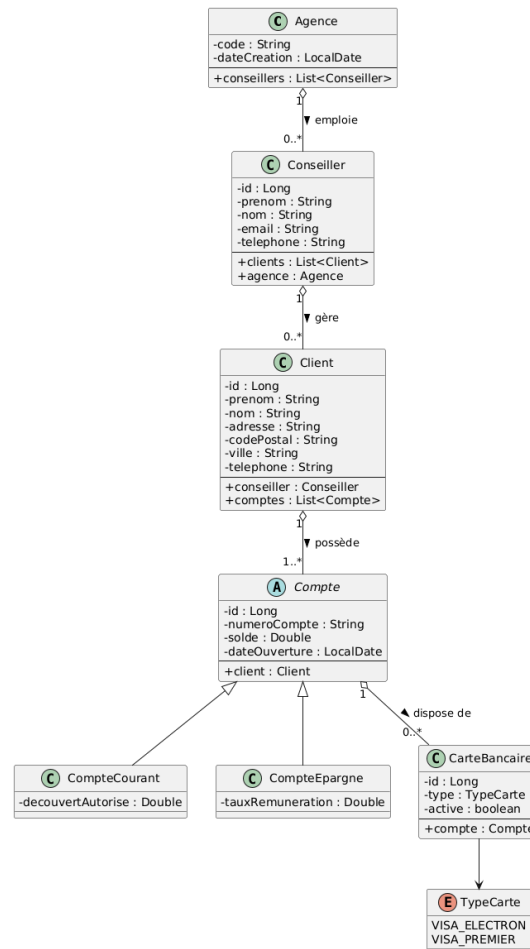 C Agence
-code : String
-dateCreation : LocalDate
+conseillers : List<Conseiller>
1
emploie
0..*
C Conseiller
-id : Long
-prenom : String
-nom : String
-email : String
-telephone : String
+clients : List<Client>
+agence : Agence
1
gère
0..*
C Client
-id : Long
-prenom : String
-nom : String
-adresse : String
-codePostal : String
-ville : String
-telephone : String
+conseiller : Conseiller
+comptes : List<Compte>
1
possède
1..*
A Compte
-id : Long
-numeroCompte : String
-solde : Double
-dateOuverture : LocalDate
+client : Client
1
dispose de
0..*
C CompteCourant
-decouvertAutorise : Double
C CompteEpargne
-tauxRemuneration : Double
C CarteBancaire
-id : Long
-type : TypeCarte
-active : boolean
+compte : Compte
E TypeCarte
VISA_ELECTRON
VISA_PREMIER